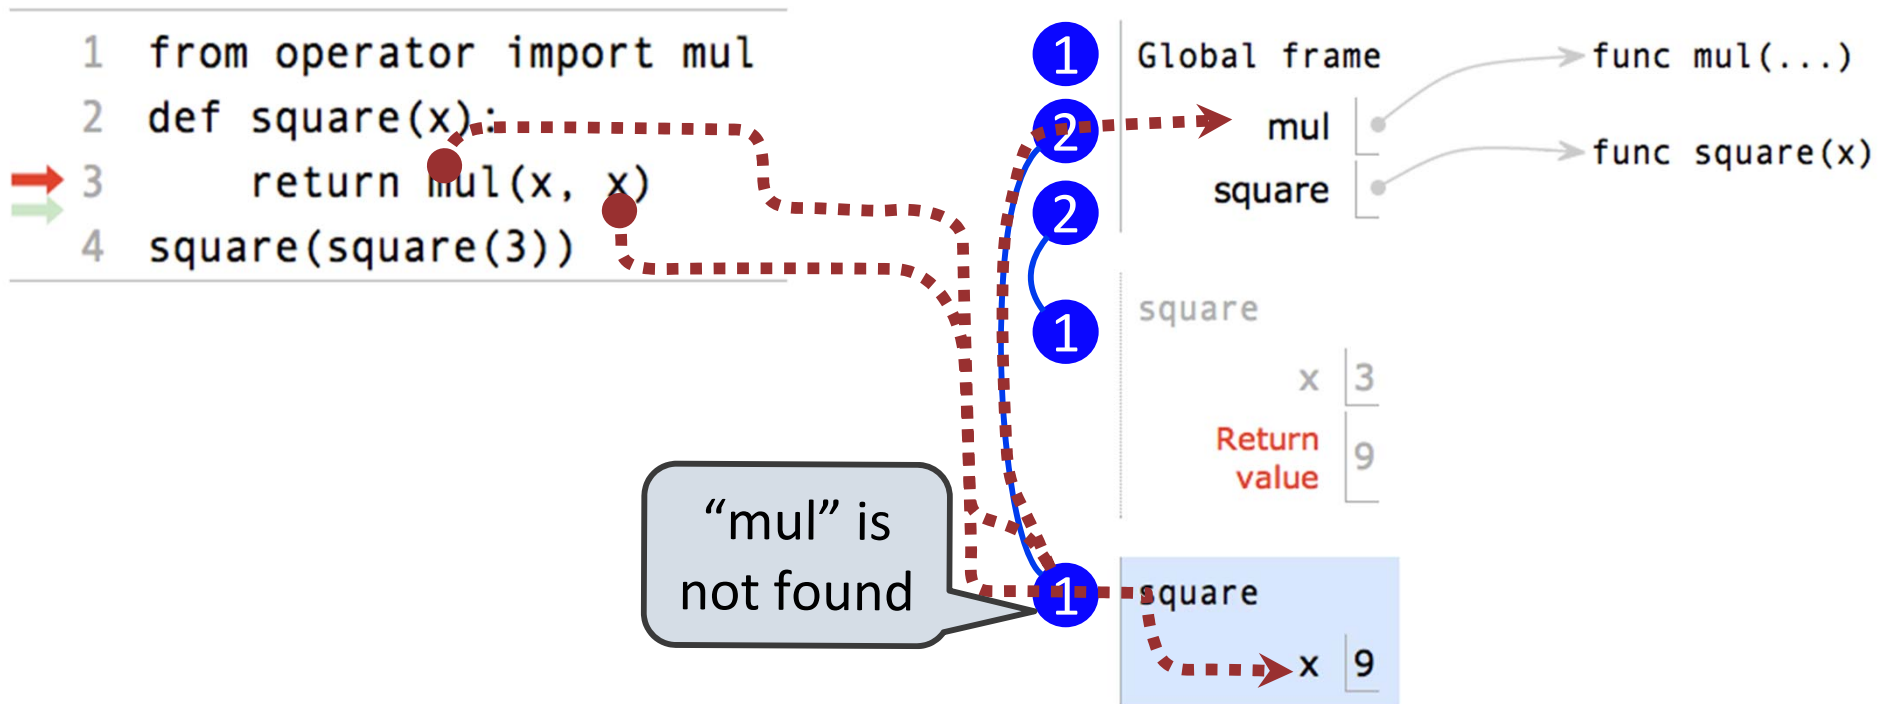 1 from operator import mul
2 def square(x):
3 return mul(x, x)
4 square(square(3))
1 Global frame
func mul(...)
2 mul
func square(x)
2 square
1 square
x 3
Return
value
9
“mul” is
not found
1 square
x 9